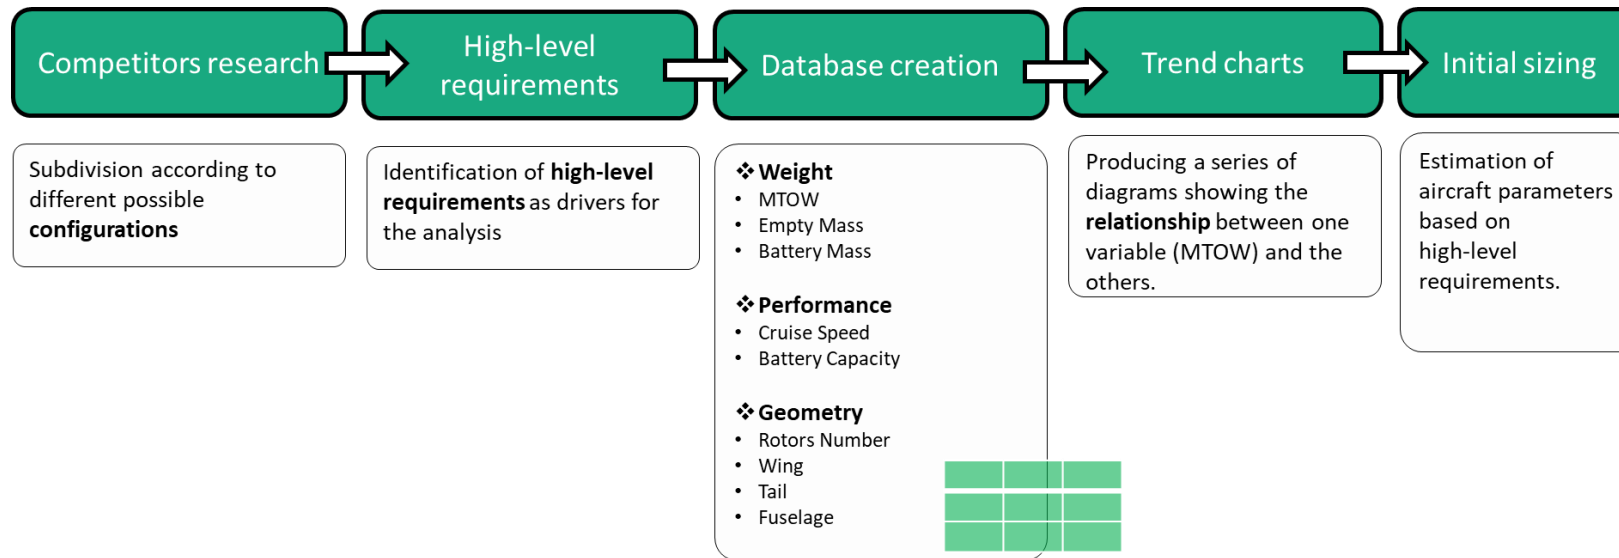 Competitors research
High-level
requirements
Database creation
Trend charts
Initial sizing
Subdivision according to
different possible
configurations
Identification of high-level
requirements as drivers for
the analysis
❖ Weight
• MTOW
• Empty Mass
• Battery Mass
❖ Performance
• Cruise Speed
• Battery Capacity
❖ Geometry
• Rotors Number
• Wing
• Tail
• Fuselage
Producing a series of
diagrams showing the
relationship between one
variable (MTOW) and the
others.
Estimation of
aircraft parameters
based on
high-level
requirements.